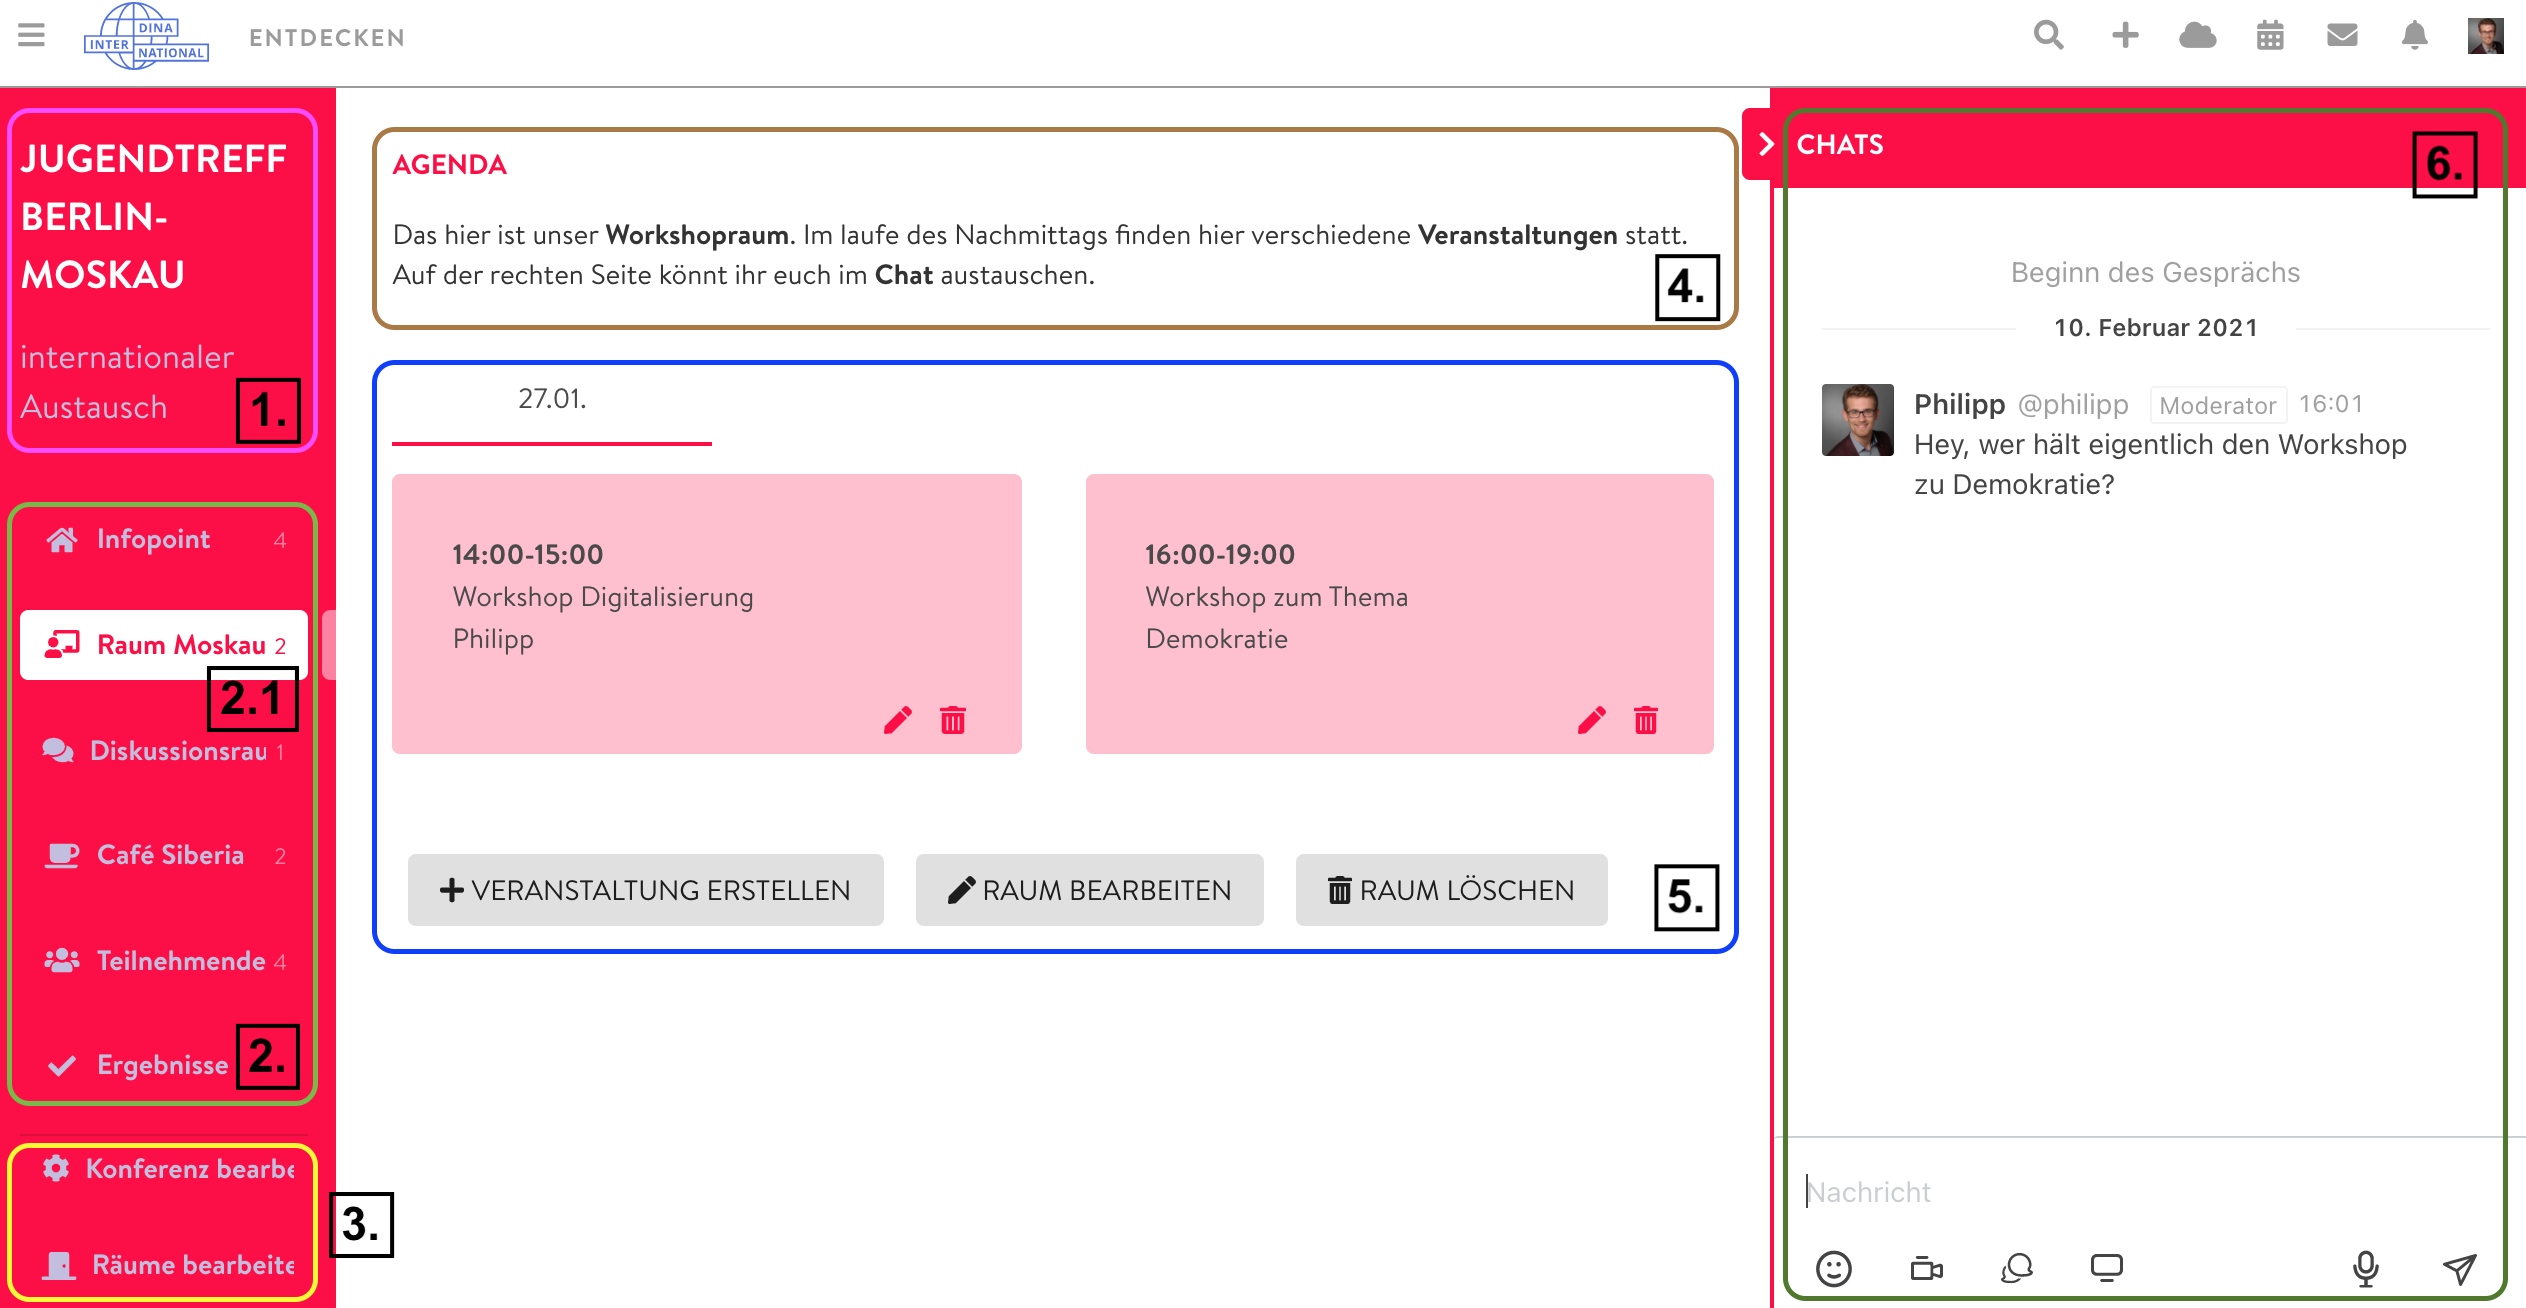 DINA
INTER
NATIONAL
ENTDECKEN
JUGENDTREFF
BERLIN-
MOSKAU
internationaler
Austausch
1.
Infopoint 4
Raum Moskau 2
2.1
Diskussionsrau 1
Café Siberia 2
Teilnehmende 4
Ergebnisse
2.
Konferenz bearbe
3.
Räume bearbeite
AGENDA
Das hier ist unser Workshopraum. Im laufe des Nachmittags finden hier verschiedene Veranstaltungen statt.
Auf der rechten Seite könnt ihr euch im Chat austauschen.
4.
27.01.
14:00-15:00
Workshop Digitalisierung
Philipp
16:00-19:00
Workshop zum Thema
Demokratie
VERANSTALTUNG ERSTELLEN
RAUM BEARBEITEN
RAUM LÖSCHEN
5.
CHATS
6.
Beginn des Gesprächs
10. Februar 2021
Philipp @philipp Moderator 16:01
Hey, wer hält eigentlich den Workshop
zu Demokratie?
Nachricht